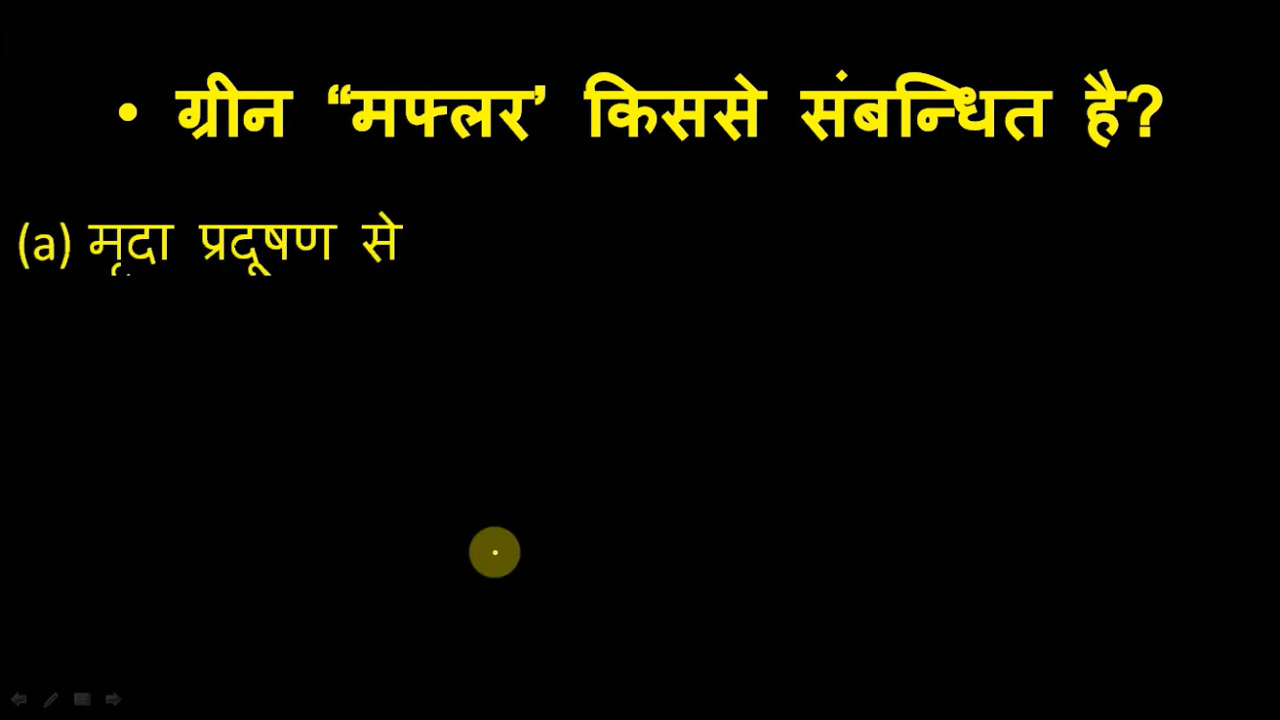 • ग्रीन “मफ्लर’ किससे संबन्धित है?
(a) मृदा प्रदूषण से